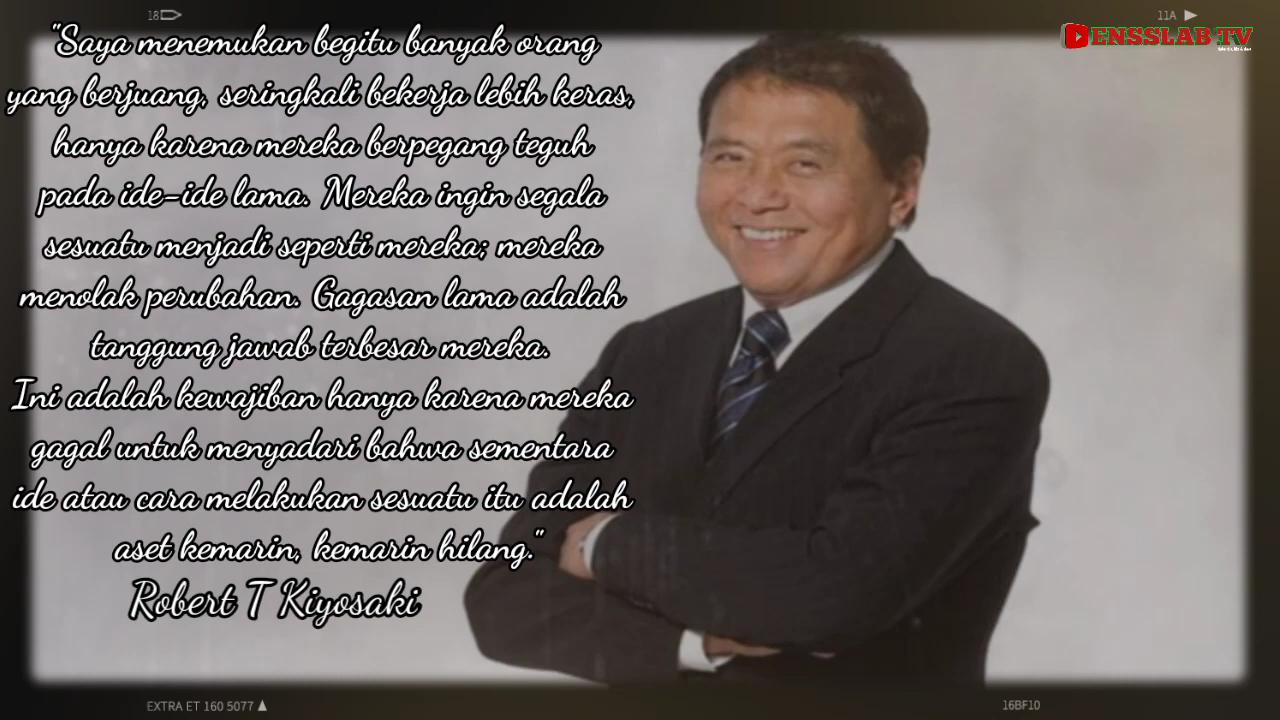 18
11A
ENSSLAB TV
"Saya menemukan begitu banyak orang
yang berjuang, seringkali bekerja lebih keras,
hanya karena mereka berpegang teguh
pada ide-ide lama. Mereka ingin segala
sesuatu menjadi seperti mereka; mereka
menolak perubahan. Gagasan lama adalah
tanggung jawab terbesar mereka.
Ini adalah kewajiban hanya karena mereka
gagal untuk menyadari bahwa sementara
ide atau cara melakukan sesuatu itu adalah
aset kemarin, kemarin hilang."
Robert T Kiyosaki
EXTRA ET 160 5077
16BF10